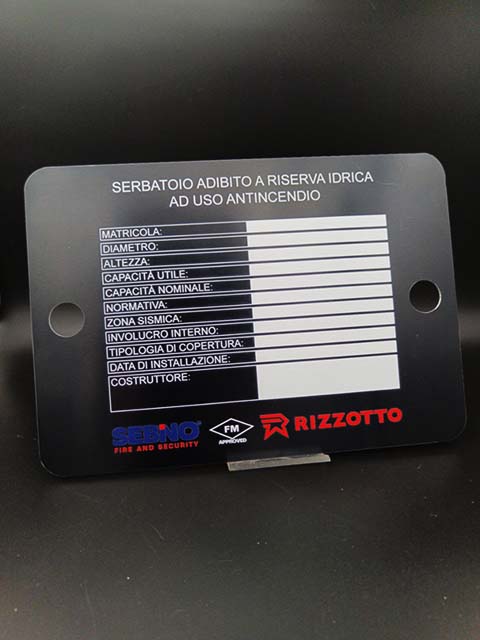 SERBATOIO ADIBITO A RISERVA IDRICA
AD USO ANTINCENDIO
MATRICOLA:
DIAMETRO:
ALTEZZA:
CAPACITÀ UTILE:
CAPACITÀ NOMINALE:
NORMATIVA:
ZONA SISMICA:
INVOLUCRO INTERNO:
TIPOLOGIA DI COPERTURA:
DATA DI INSTALLAZIONE:
COSTRUTTORE:
SEBINO®
FIRE AND SECURITY
FM
APPROVED
RIZZOTTO